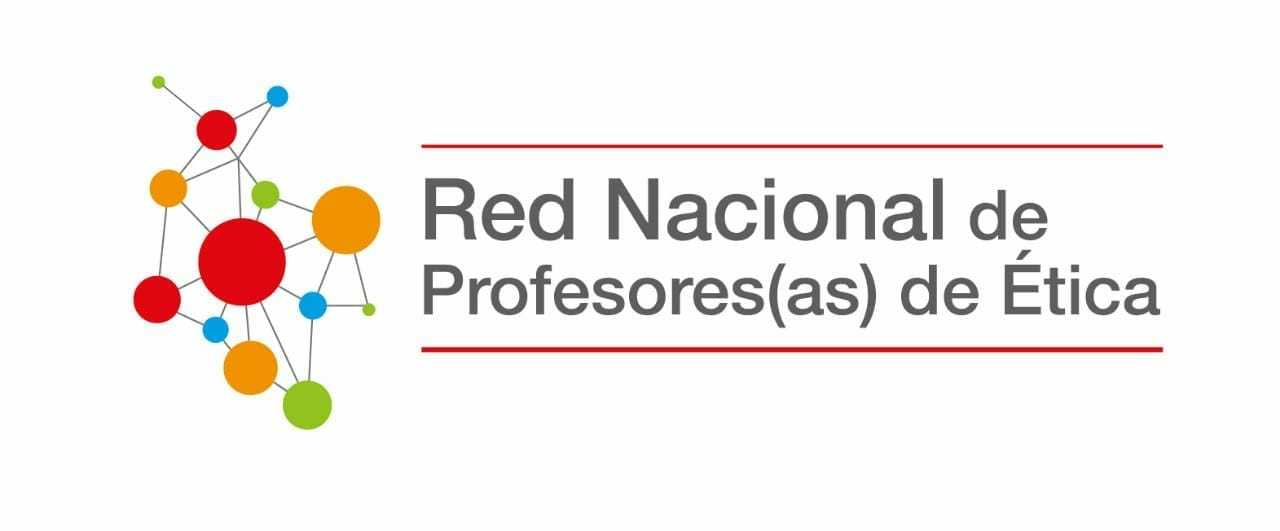 Red Nacional de
Profesores(as) de Ética